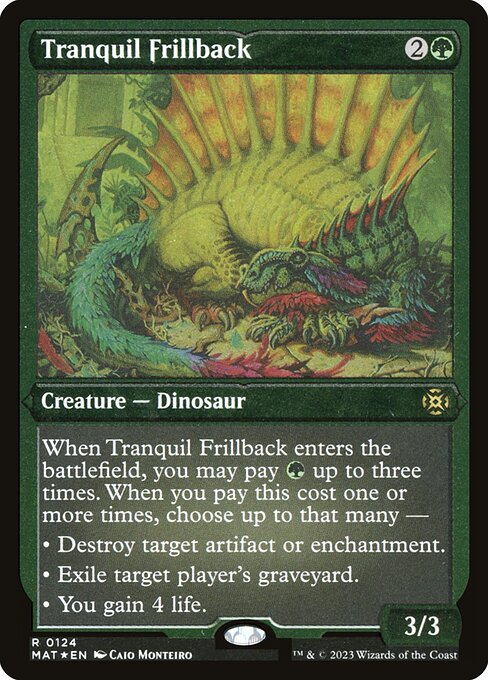 Tranquil Frillback 2
Creature — Dinosaur
When Tranquil Frillback enters the
battlefield, you may pay up to three
times. When you pay this cost one or
more times, choose up to that many —
• Destroy target artifact or enchantment.
• Exile target player's graveyard.
• You gain 4 life.
3/3
R 0124
MAT★EN Caio Monteiro
™ & © 2023 Wizards of the Coast